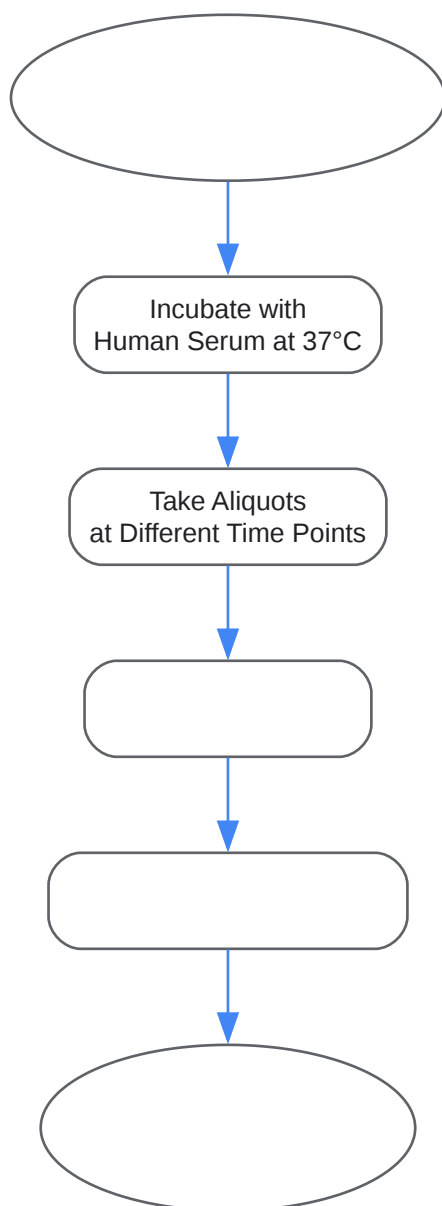 Incubate with
Human Serum at 37°C
Take Aliquots
at Different Time Points